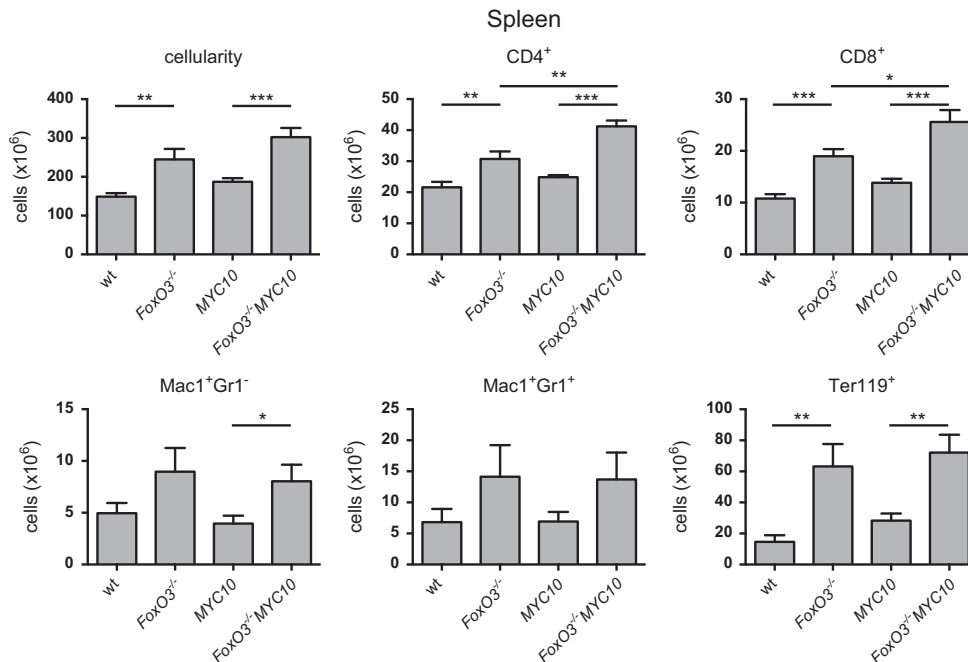 Spleen
cellularity
cells (x10⁶)
400
300
200
100
0
**
***
wt
FoxO3⁻/⁻
MYC10
FoxO3⁻/⁻MYC10
CD4⁺
cells (x10⁶)
50
40
30
20
10
0
**
**
***
wt
FoxO3⁻/⁻
MYC10
FoxO3⁻/⁻MYC10
CD8⁺
cells (x10⁶)
30
20
10
0
*
***
***
wt
FoxO3⁻/⁻
MYC10
FoxO3⁻/⁻MYC10
Mac1⁺Gr1⁻
cells (x10⁶)
15
10
5
0
*
wt
FoxO3⁻/⁻
MYC10
FoxO3⁻/⁻MYC10
Mac1⁺Gr1⁺
cells (x10⁶)
25
20
15
10
5
0
wt
FoxO3⁻/⁻
MYC10
FoxO3⁻/⁻MYC10
Ter119⁺
cells (x10⁶)
100
80
60
40
20
0
**
**
wt
FoxO3⁻/⁻
MYC10
FoxO3⁻/⁻MYC10